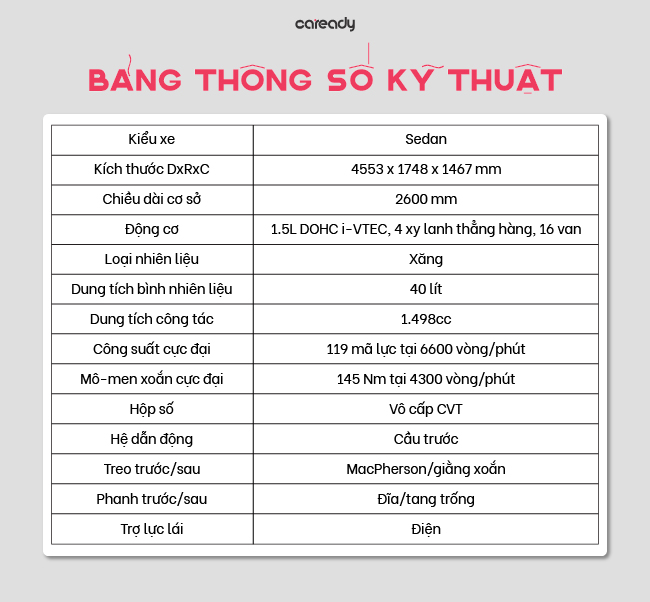 caready
BẢNG THÔNG SỐ KỸ THUẬT
Kiểu xe Sedan
Kích thước DxRxC 4553 x 1748 x 1467 mm
Chiều dài cơ sở 2600 mm
Động cơ 1.5L DOHC i-VTEC, 4 xy lanh thẳng hàng, 16 van
Loại nhiên liệu Xăng
Dung tích bình nhiên liệu 40 lít
Dung tích công tác 1.498cc
Công suất cực đại 119 mã lực tại 6600 vòng/phút
Mô-men xoắn cực đại 145 Nm tại 4300 vòng/phút
Hộp số Vô cấp CVT
Hệ dẫn động Cầu trước
Treo trước/sau MacPherson/giằng xoắn
Phanh trước/sau Đĩa/tang trống
Trợ lực lái Điện